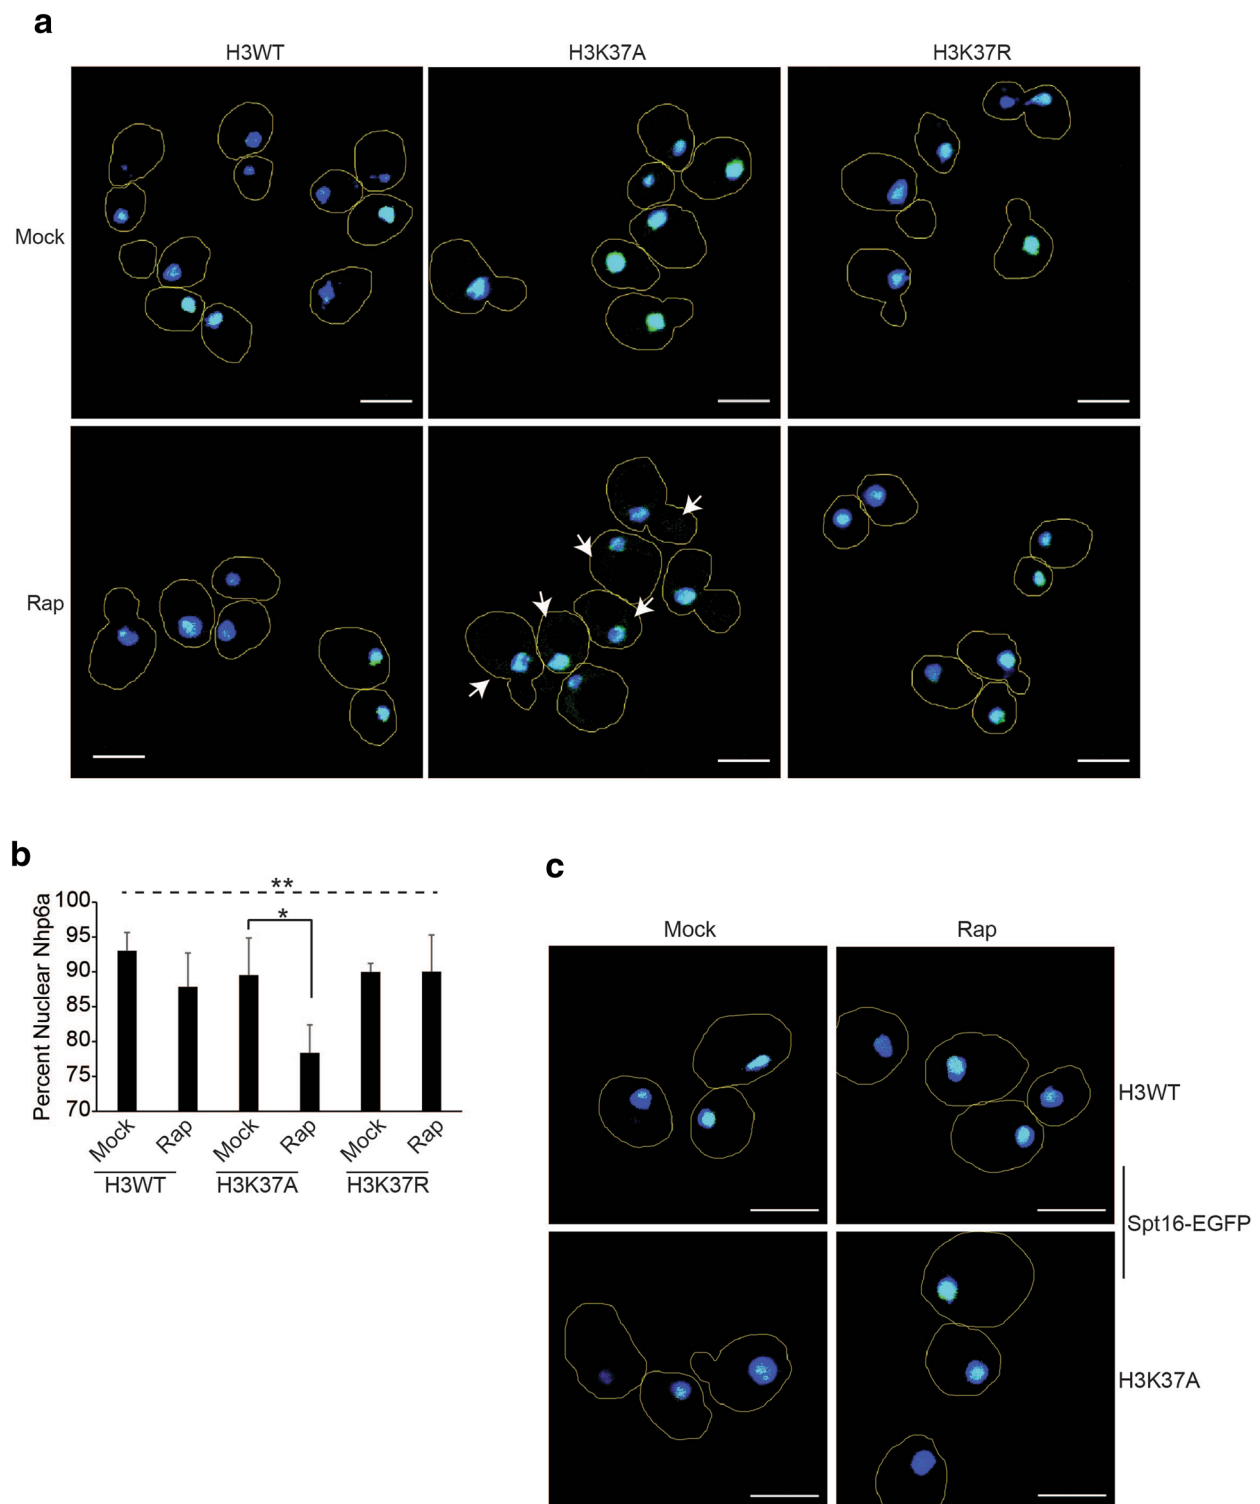 a
H3WT H3K37A H3K37R
Mock
Rap
b
Percent Nuclear Nhp6a
100
95
90
85
80
75
70
**
*
Mock Rap Mock Rap Mock Rap
H3WT H3K37A H3K37R
c
Mock Rap
H3WT
Spt16-EGFP
H3K37A